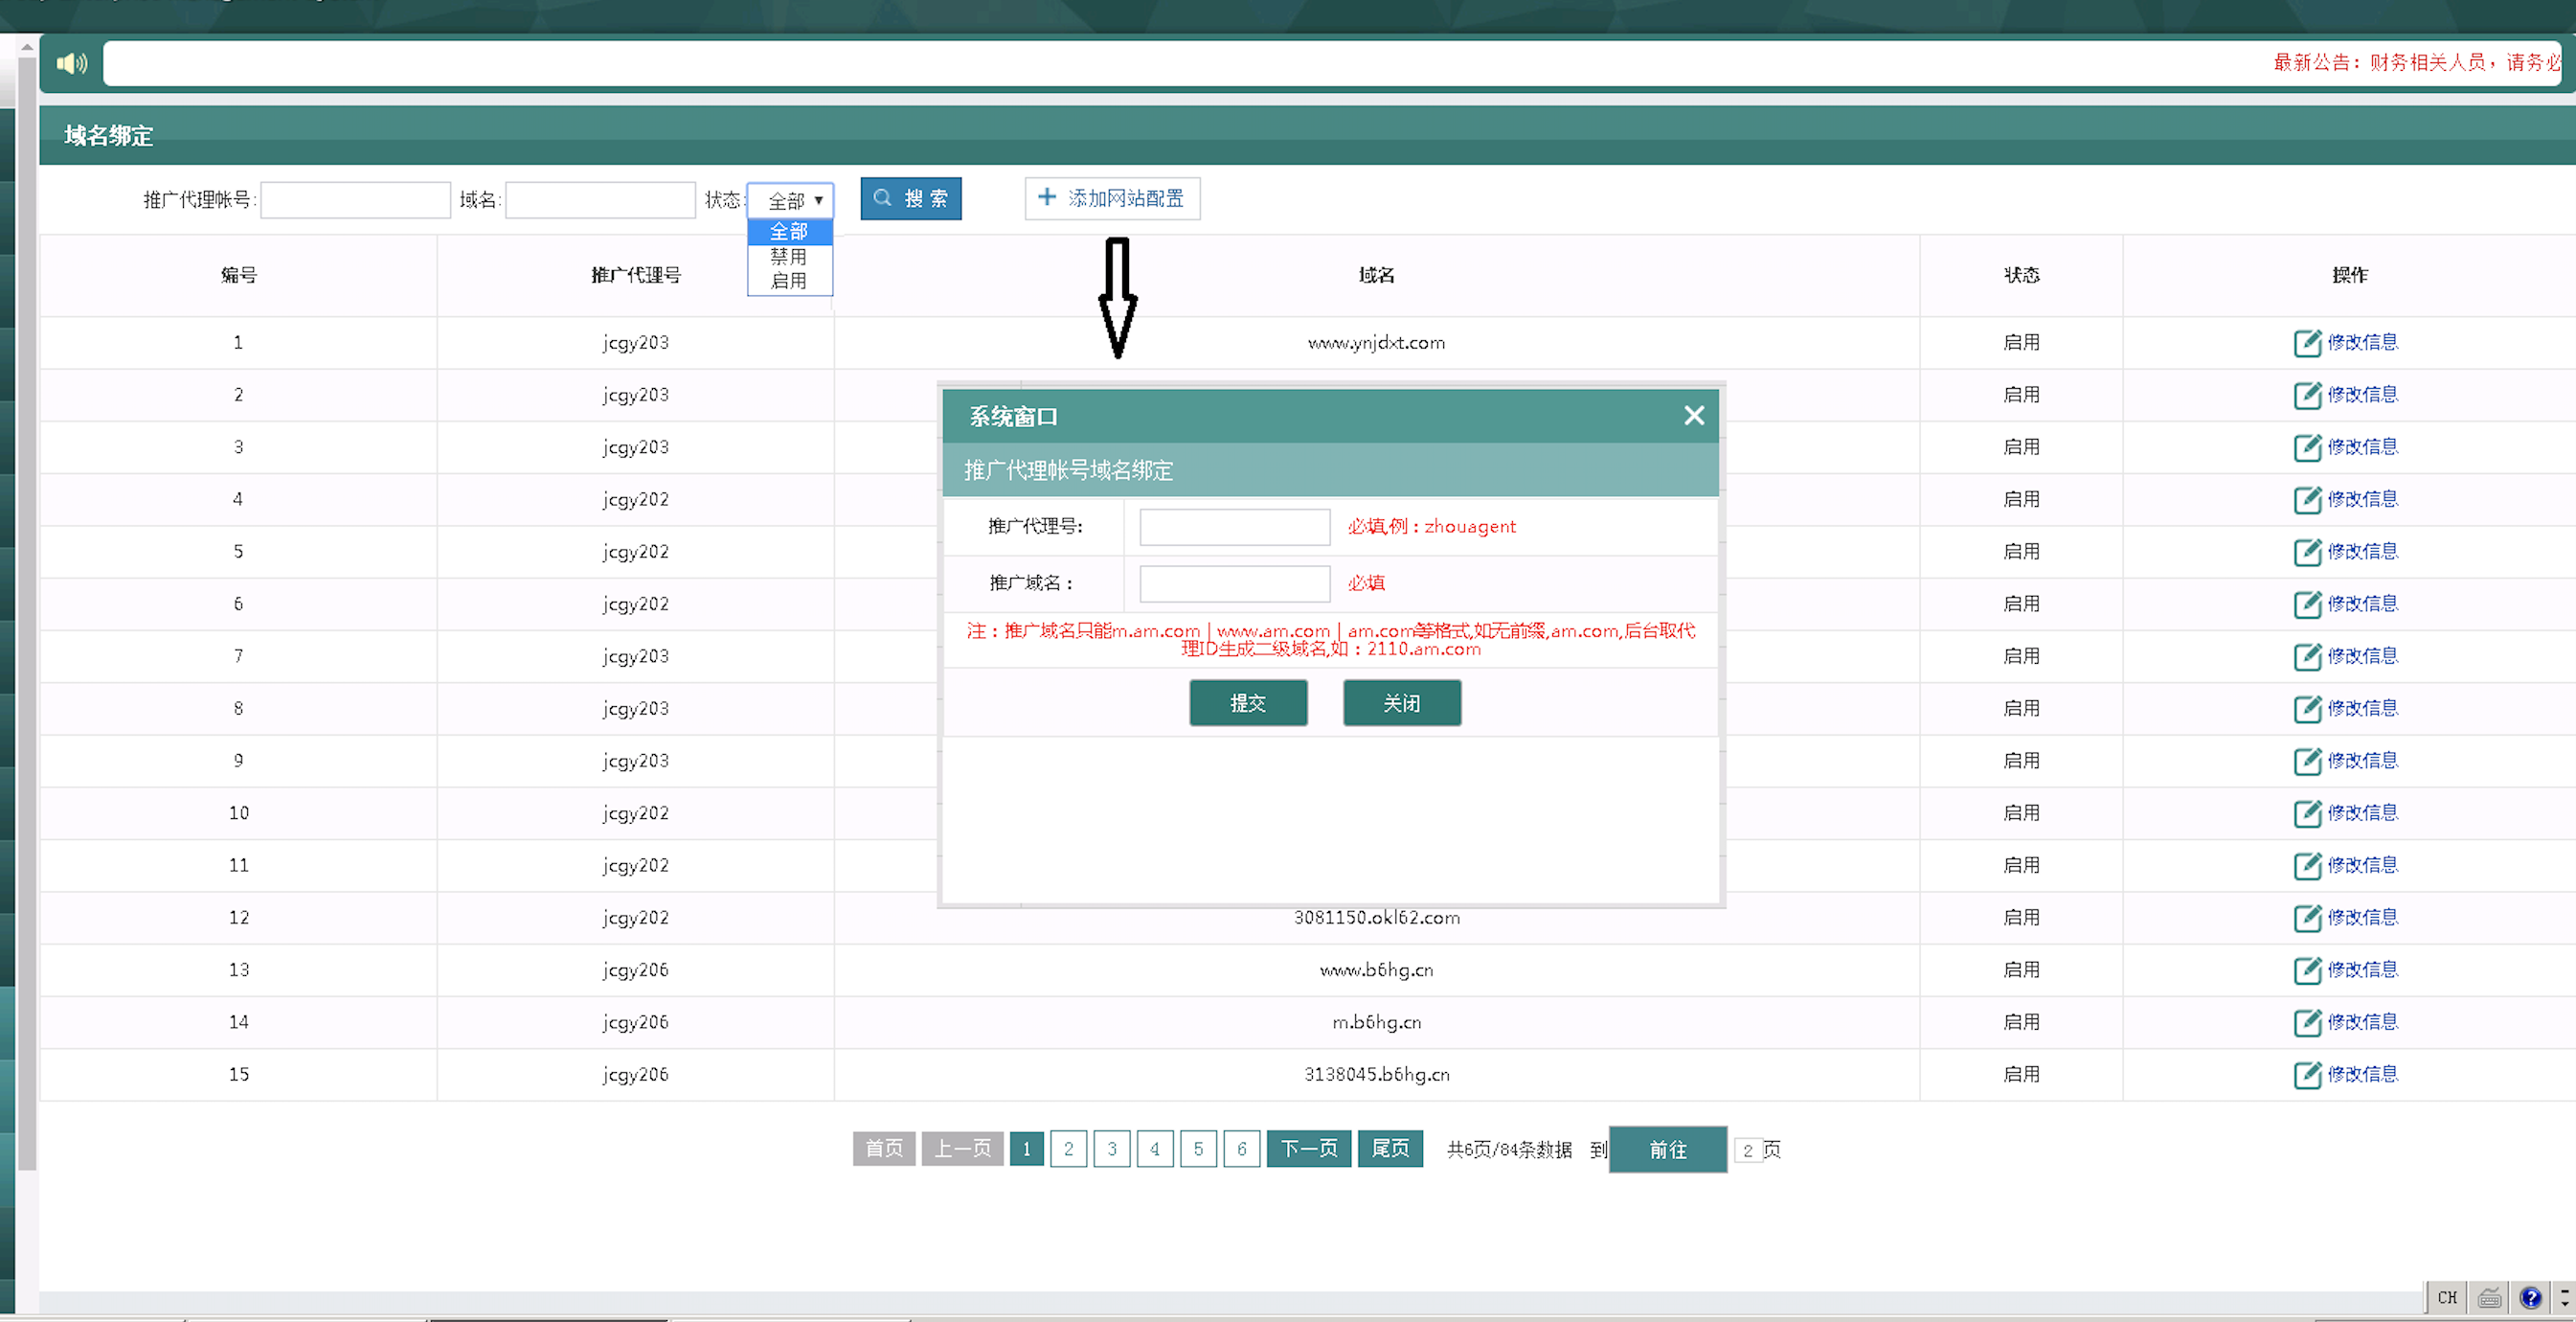 最新公告：财务相关人员，请务必
域名绑定
推广代理帐号: 域名: 状态: 全部 搜 索 添加网站配置
全部
禁用
启用
编号 推广代理号 域名 状态 操作
1 jcgy203 www.ynjdxt.com 启用 修改信息
2 jcgy203 启用 修改信息
3 jcgy203 启用 修改信息
4 jcgy202 启用 修改信息
5 jcgy202 启用 修改信息
6 jcgy202 启用 修改信息
7 jcgy203 启用 修改信息
8 jcgy203 启用 修改信息
9 jcgy203 启用 修改信息
10 jcgy202 启用 修改信息
11 jcgy202 启用 修改信息
12 jcgy202 3081150.okl62.com 启用 修改信息
13 jcgy206 www.b6hg.cn 启用 修改信息
14 jcgy206 m.b6hg.cn 启用 修改信息
15 jcgy206 3138045.b6hg.cn 启用 修改信息
系统窗口
推广代理帐号域名绑定
推广代理号: 必填,例：zhouagent
推广域名： 必填
注：推广域名只能m.am.com | www.am.com | am.com等格式,如无前缀,am.com,后台取代
理ID生成二级域名,如：2110.am.com
提交 关闭
首页 上一页 1 2 3 4 5 6 下一页 尾页 共6页/84条数据 到 前往 2 页
CH